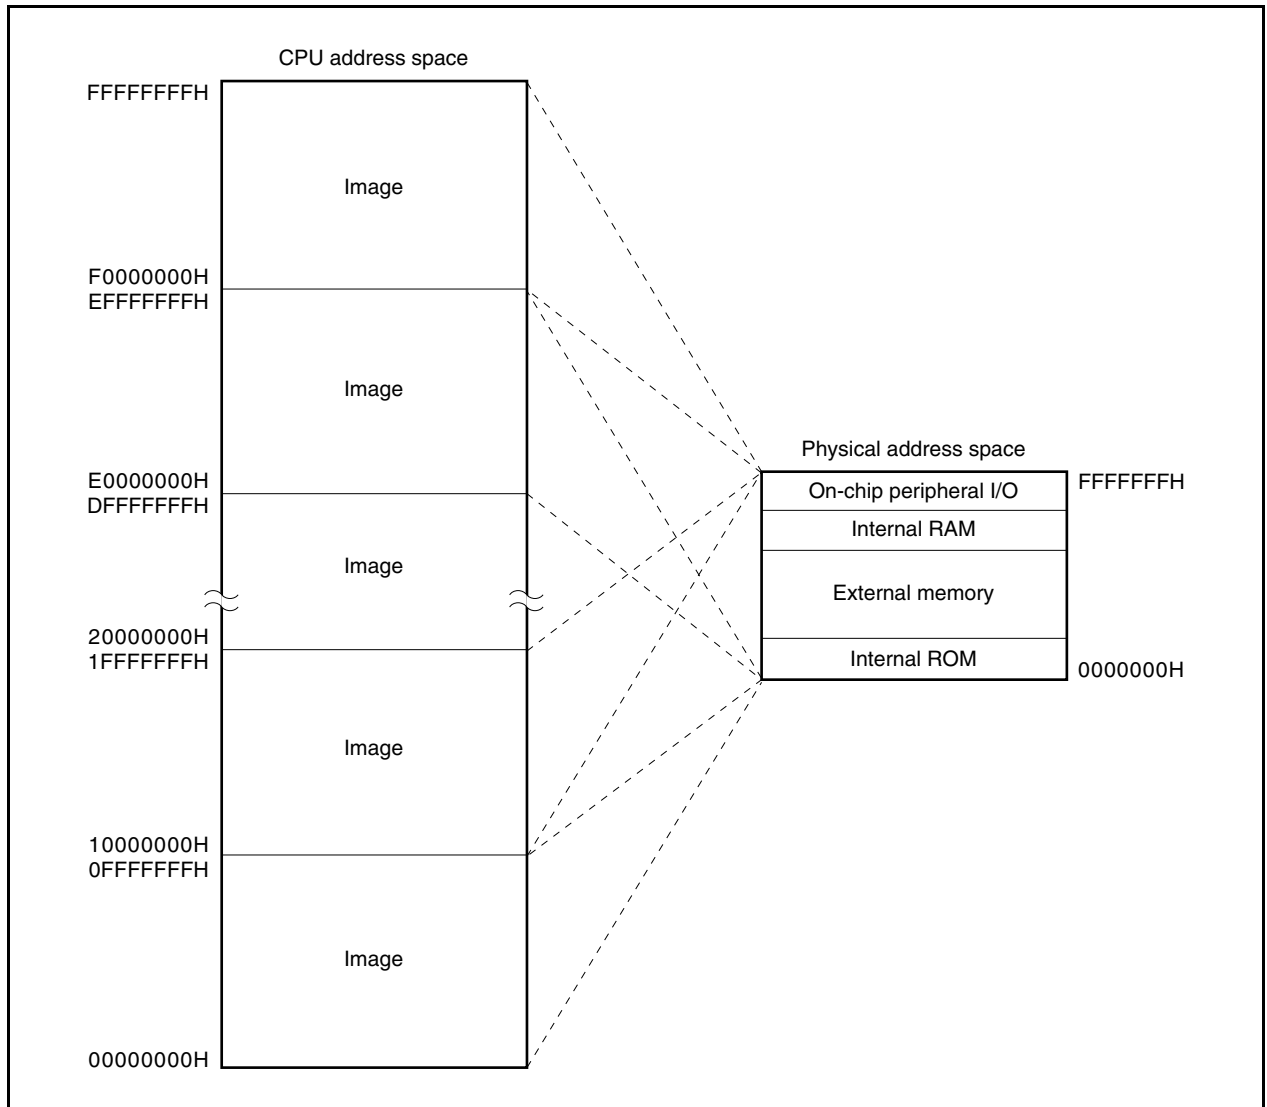 CPU address space
FFFFFFFFH
Image
F0000000H
EFFFFFFFH
Image
E0000000H
DFFFFFFFH
Image
20000000H
1FFFFFFFH
Image
10000000H
0FFFFFFFH
Image
00000000H
Physical address space
On-chip peripheral I/O
FFFFFFFH
Internal RAM
External memory
Internal ROM
0000000H